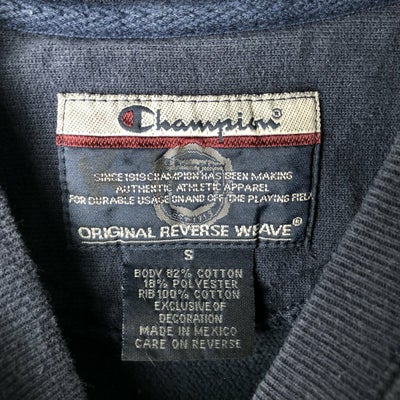 Champion®
SINCE 1919 CHAMPION HAS BEEN MAKING
AUTHENTIC ATHLETIC APPAREL
FOR DURABLE USAGE ON AND OFF THE PLAYING FIELD
ORIGINAL REVERSE WEAVE®
S
BODY 82% COTTON
18% POLYESTER
RIB 100% COTTON
EXCLUSIVE OF
DECORATION
MADE IN MEXICO
CARE ON REVERSE